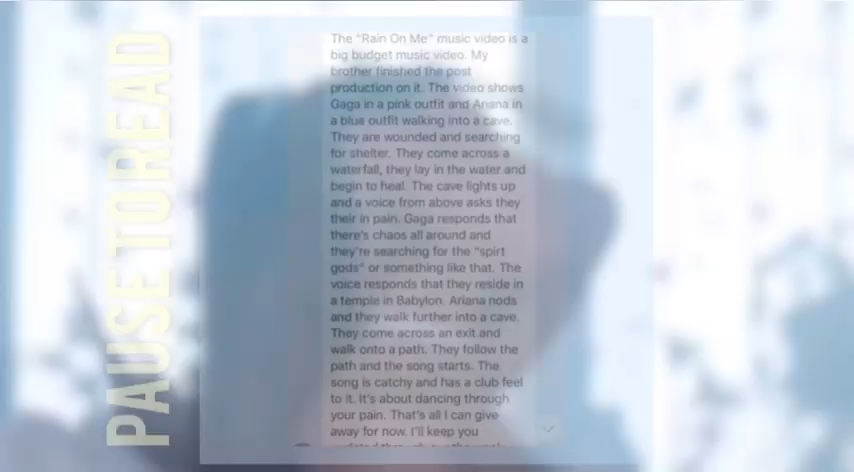 PAUSE TO READ
The "Rain On Me" music video is a
big budget music video. My
brother finished the post
production on it. The video shows
Gaga in a pink outfit and Ariana in
a blue outfit walking into a cave.
They are wounded and searching
for shelter. They come across a
waterfall, they lay in the water and
begin to heal. The cave lights up
and a voice from above asks they
their in pain. Gaga responds that
there's chaos all around and
they're searching for the "spirt
gods" or something like that. The
voice responds that they reside in
a temple in Babylon. Ariana nods
and they walk further into a cave.
They come across an exit and
walk onto a path. They follow the
path and the song starts. The
song is catchy and has a club feel
to it. It's about dancing through
your pain. That's all I can give
away for now. I'll keep you